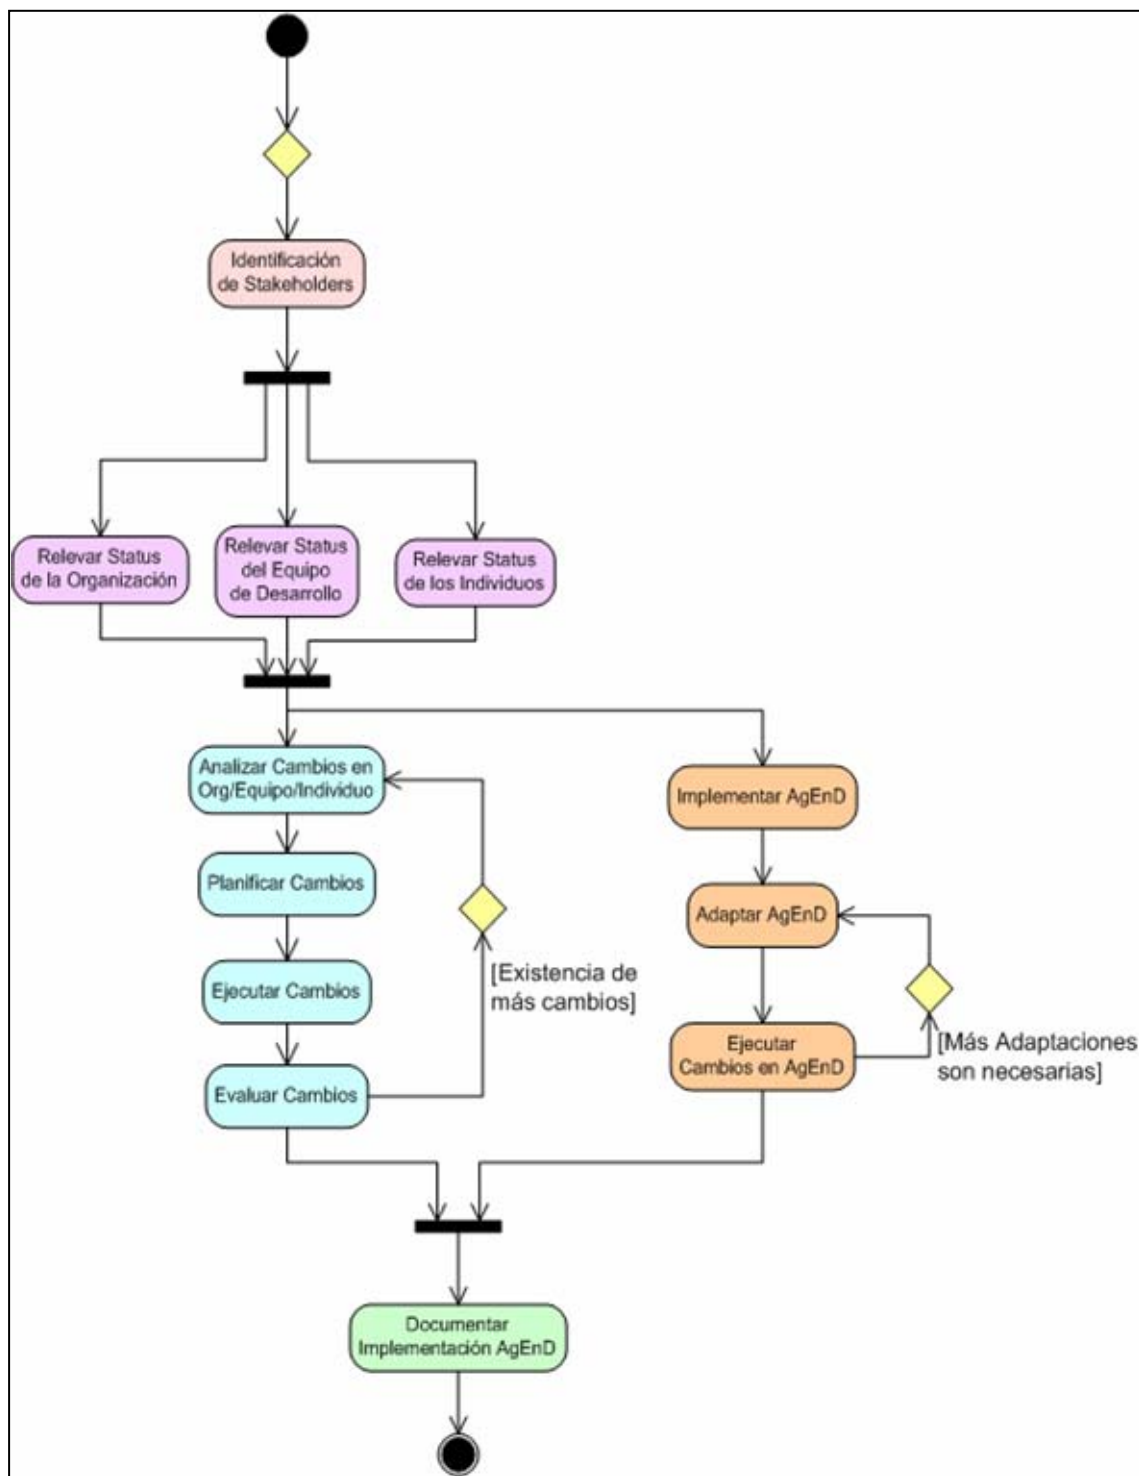 Identificación
de Stakeholders
Relevar Status
de la Organización
Relevar Status
del Equipo
de Desarrollo
Relevar Status
de los Individuos
Analizar Cambios en
Org/Equipo/Individuo
Implementar AgEnD
Planificar Cambios
Adaptar AgEnD
[Existencia de
más cambios]
Ejecutar Cambios
Ejecutar
Cambios en AgEnD
[Más Adaptaciones
son necesarias]
Evaluar Cambios
Documentar
Implementación AgEnD